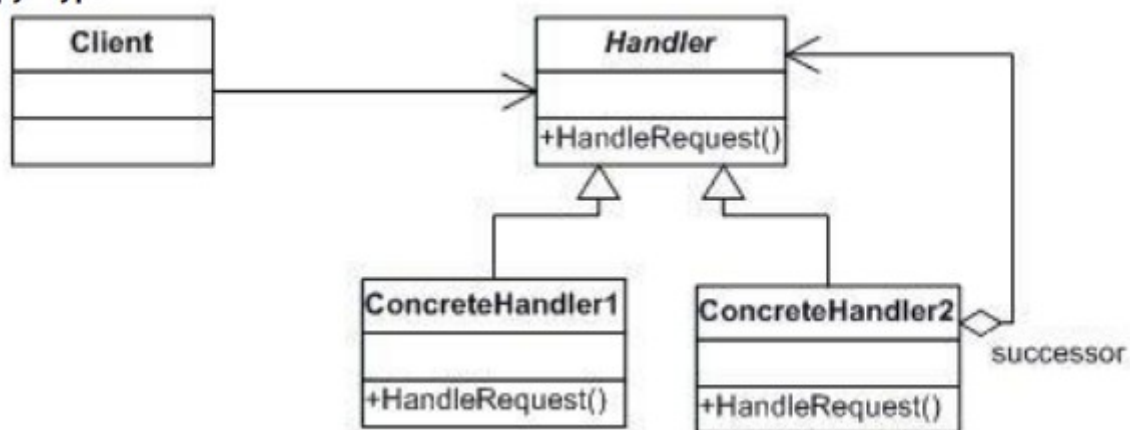 Client
Handler
+HandleRequest()
ConcreteHandler1
+HandleRequest()
ConcreteHandler2
+HandleRequest()
successor